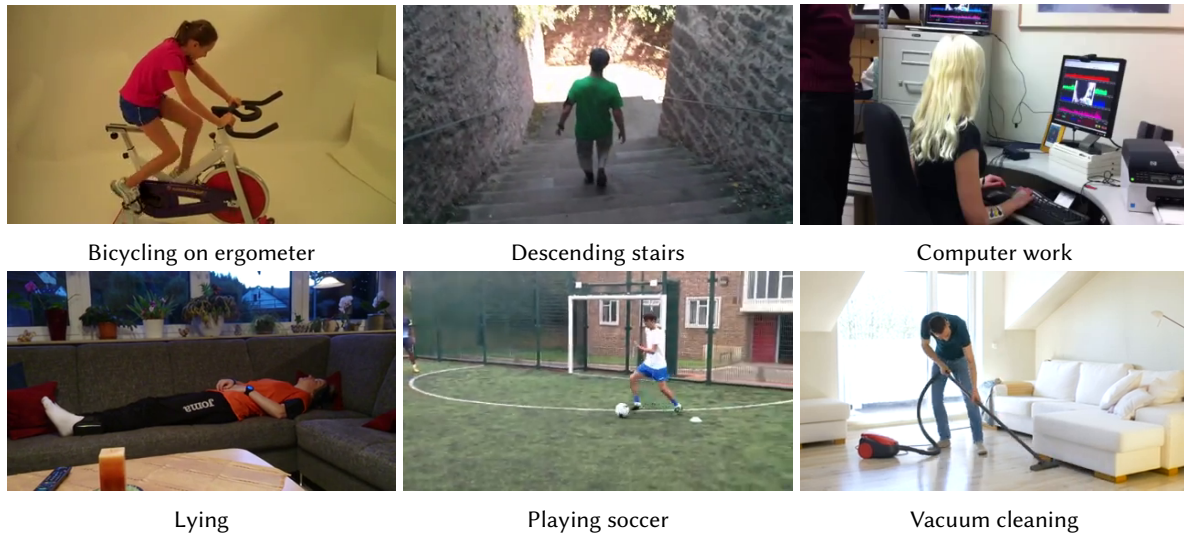 Bicycling on ergometer
Descending stairs
Computer work
joma
Lying
Playing soccer
Vacuum cleaning